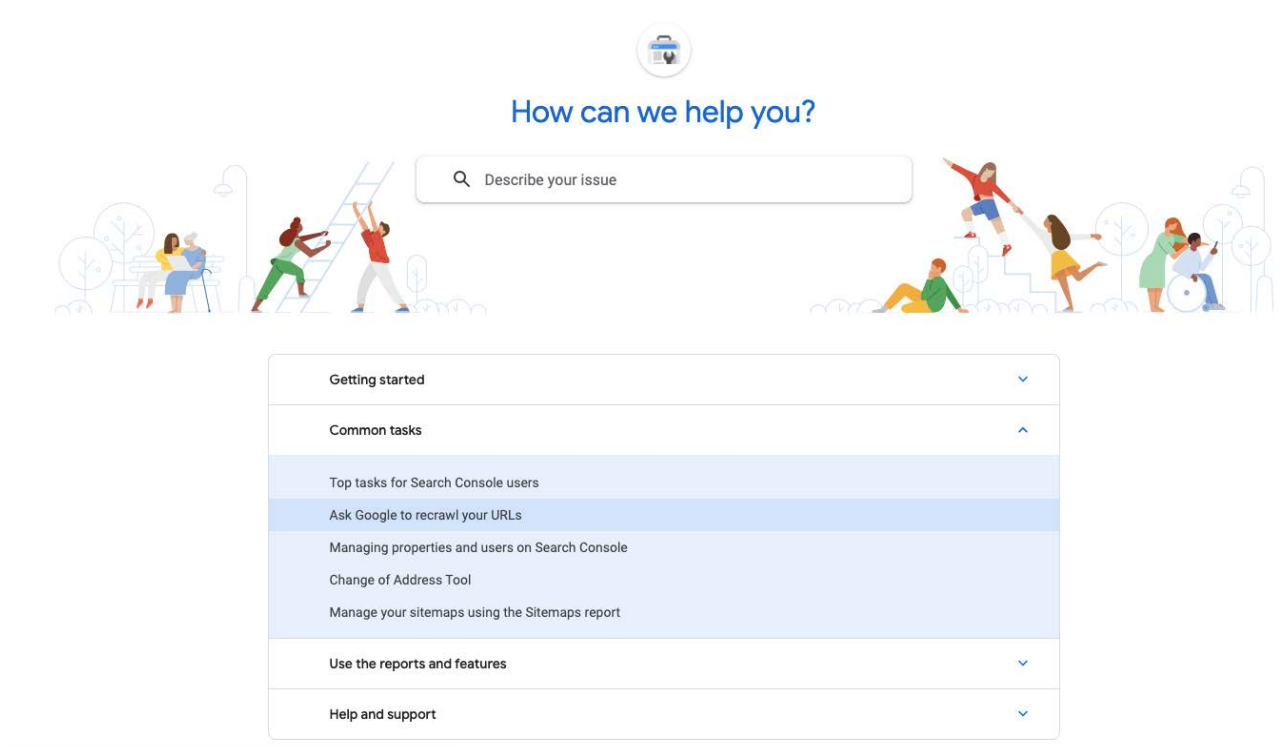 How can we help you?
Describe your issue
Getting started
Common tasks
Top tasks for Search Console users
Ask Google to recrawl your URLs
Managing properties and users on Search Console
Change of Address Tool
Manage your sitemaps using the Sitemaps report
Use the reports and features
Help and support